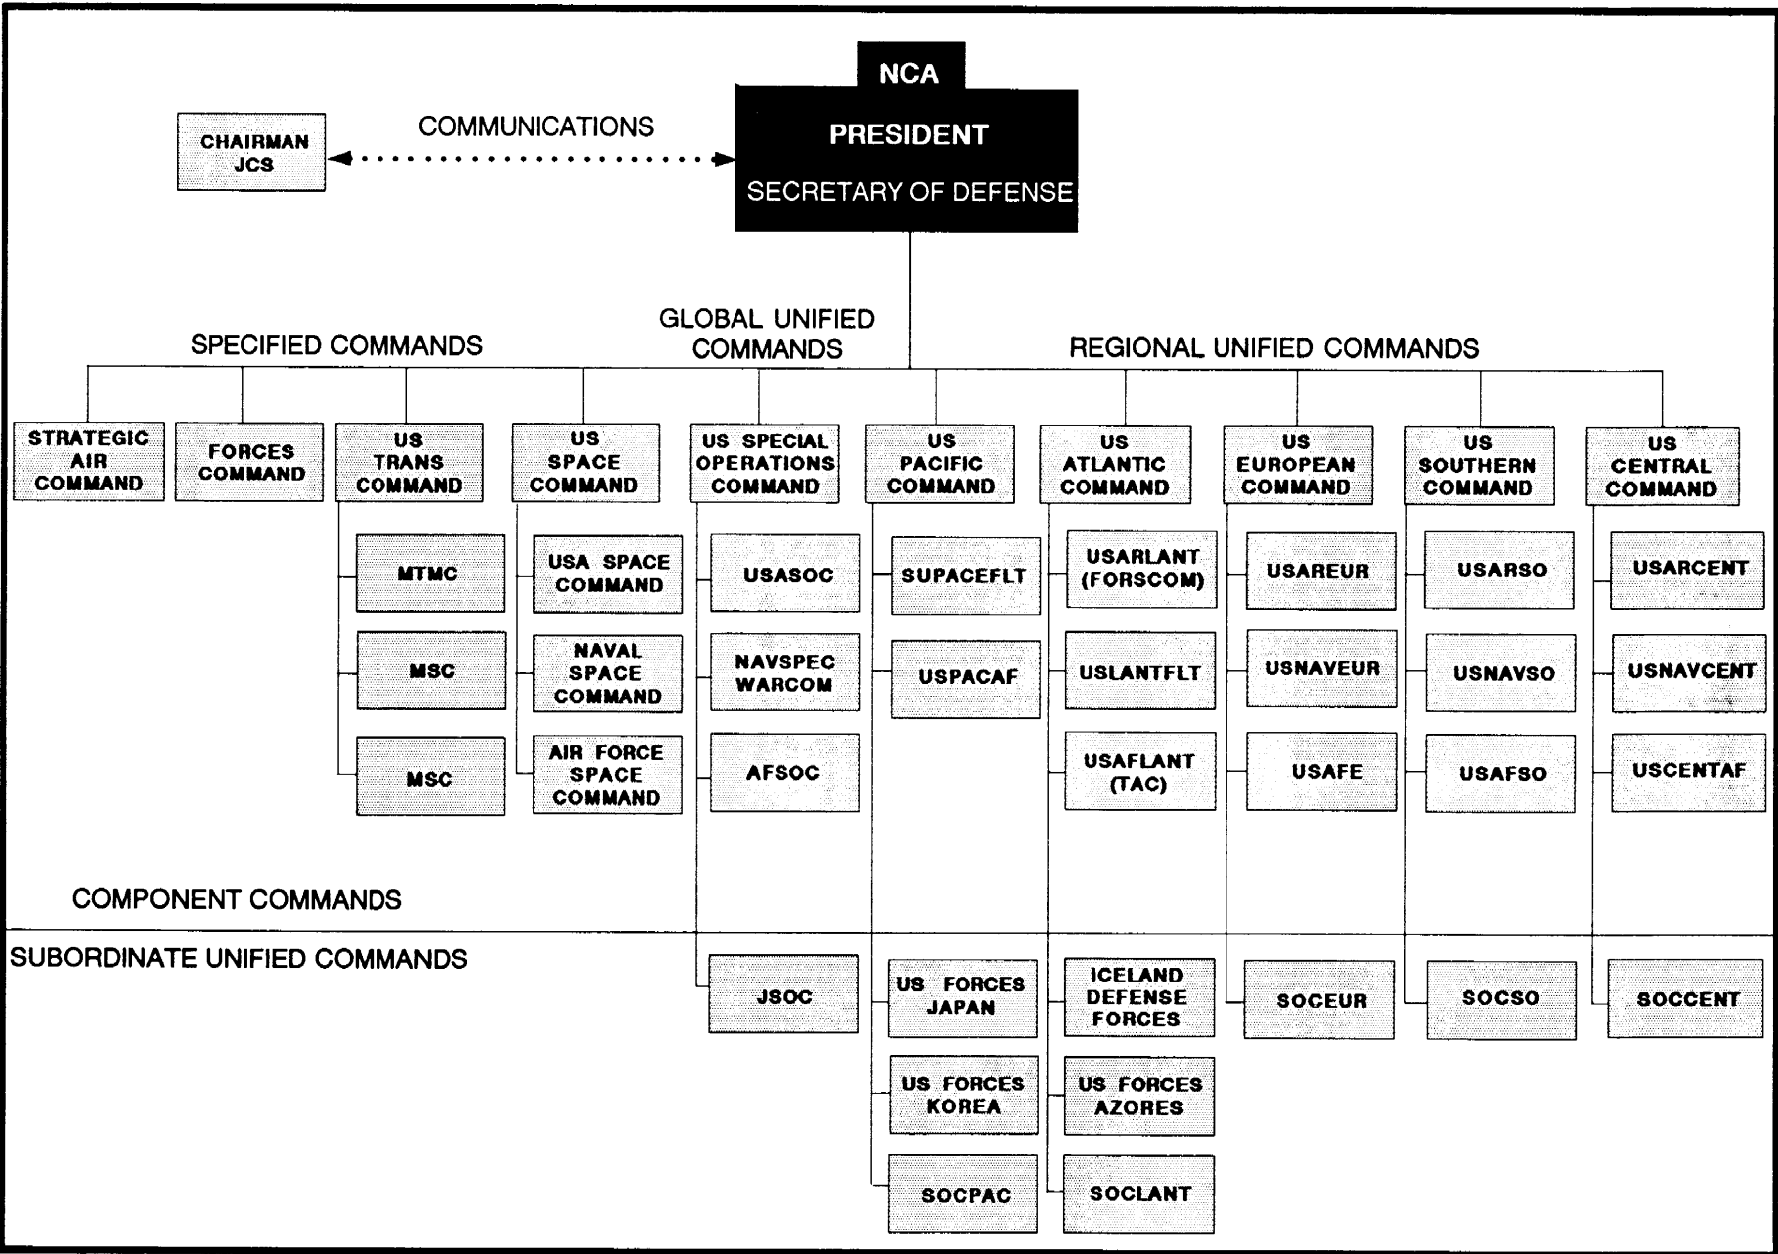 NCA
PRESIDENT
SECRETARY OF DEFENSE
CHAIRMAN
JCS
COMMUNICATIONS
SPECIFIED COMMANDS
GLOBAL UNIFIED
COMMANDS
REGIONAL UNIFIED COMMANDS
STRATEGIC
AIR
COMMAND
FORCES
COMMAND
US
TRANS
COMMAND
US
SPACE
COMMAND
US SPECIAL
OPERATIONS
COMMAND
US
PACIFIC
COMMAND
US
ATLANTIC
COMMAND
US
EUROPEAN
COMMAND
US
SOUTHERN
COMMAND
US
CENTRAL
COMMAND
MTMC
USA SPACE
COMMAND
USASOC
SUPACEFLT
USARLANT
(FORSCOM)
USAREUR
USARSO
USARCENT
MSC
NAVAL
SPACE
COMMAND
NAVSPEC
WARCOM
USPACAF
USLANTFLT
USNAVEUR
USNAVSO
USNAVCENT
MSC
AIR FORCE
SPACE
COMMAND
AFSOC
USAFLANT
(TAC)
USAFE
USAFSO
USCENTAF
COMPONENT COMMANDS
SUBORDINATE UNIFIED COMMANDS
JSOC
US FORCES
JAPAN
ICELAND
DEFENSE
FORCES
SOCEUR
SOCSO
SOCCENT
US FORCES
KOREA
US FORCES
AZORES
SOCPAC
SOCLANT